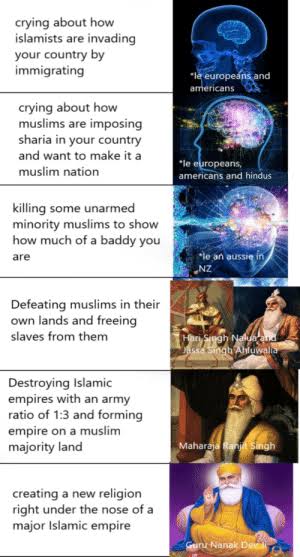 crying about how
islamists are invading
your country by
immigrating
*le europeans and
americans
crying about how
muslims are imposing
sharia in your country
and want to make it a
muslim nation
*le europeans,
americans and hindus
killing some unarmed
minority muslims to show
how much of a baddy you
are
*le an aussie in
NZ
Defeating muslims in their
own lands and freeing
slaves from them
Hari Singh Nalua and
Jassa Singh Ahluwalia
Destroying Islamic
empires with an army
ratio of 1:3 and forming
empire on a muslim
majority land
Maharaja Ranjit Singh
creating a new religion
right under the nose of a
major Islamic empire
Guru Nanak Dev Ji